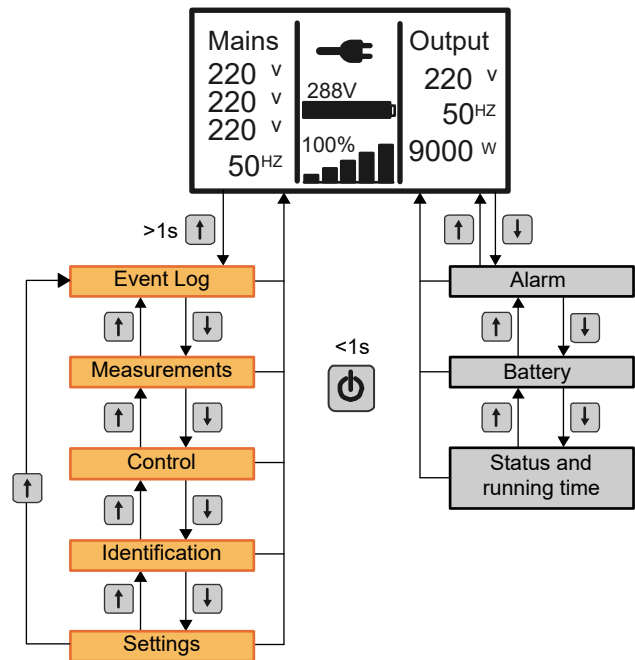 Mains
220 V
220 V
220 V
50HZ
288V
100%
Output
220 V
50HZ
9000 W
>1s
Event Log
Measurements
Control
Identification
Settings
<1s
Alarm
Battery
Status and
running time